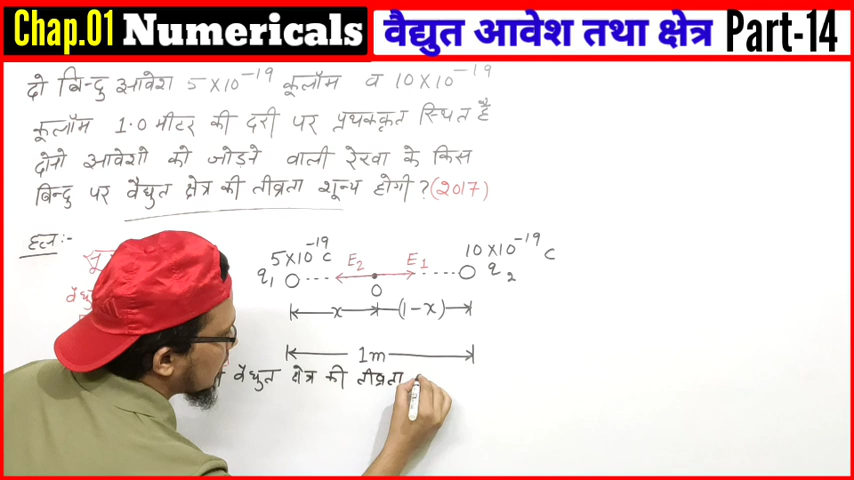 Chap.01 Numericals वैद्युत आवेश तथा क्षेत्र Part-14
दो बिन्दु आवेश 5×10⁻¹⁹ कूलॉम व 10×10⁻¹⁹
कूलॉम 1.0 मीटर की दूरी पर प्रथककृत स्थित है
दोनो आवेशो को जोड़ने वाली रेखा के किस
बिन्दु पर वैद्युत क्षेत्र की तीव्रता शून्य होगी? (2017)
हल:-
5×10⁻¹⁹ C E₂ E₁ 10×10⁻¹⁹ C
q₁ O q₂
x (1-x)
1m
वैद्युत क्षेत्र की तीव्रता